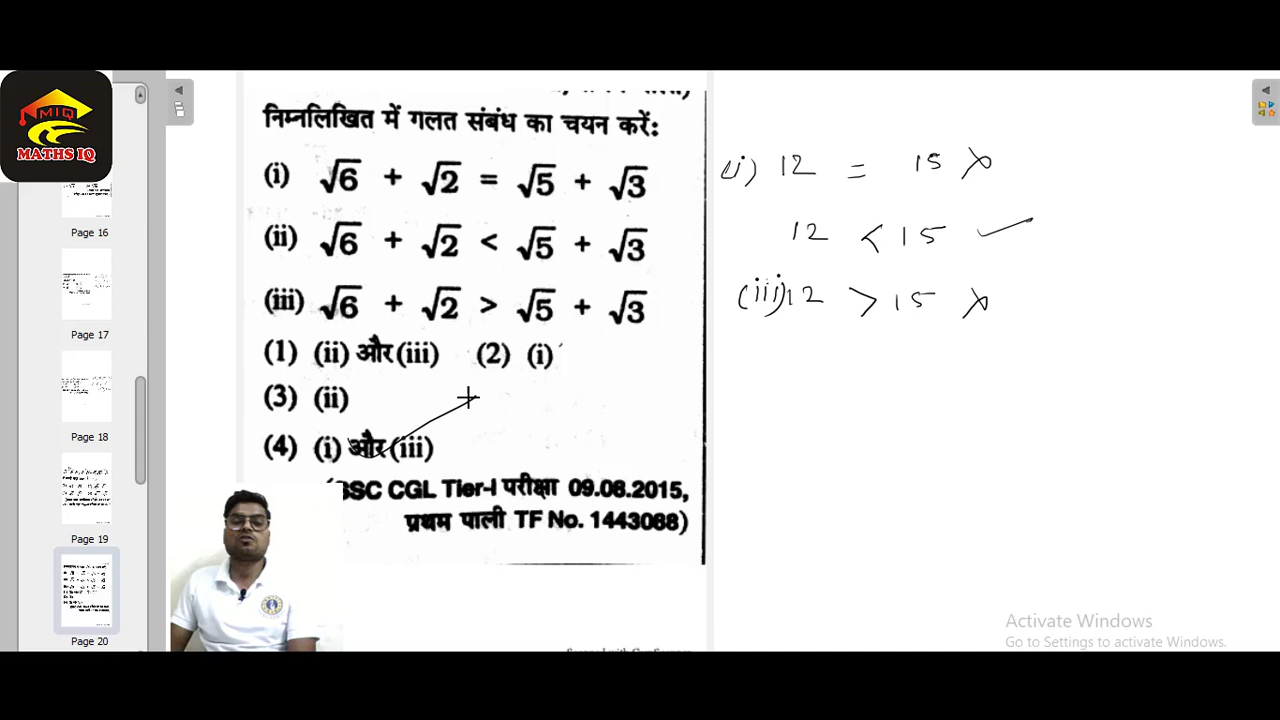 MIQ
MATHS IQ
निम्नलिखित में गलत संबंध का चयन करें:
(i) √6 + √2 = √5 + √3
(ii) √6 + √2 < √5 + √3
(iii) √6 + √2 > √5 + √3
(1) (ii) और (iii) (2) (i)
(3) (ii)
(4) (i) और (iii)
SSC CGL Tier-I परीक्षा 09.08.2015,
प्रथम पाली TF No. 1443088)
(i) 12 = 15 ×
12 < 15 ✓
(iii) 12 > 15 ×
Page 16
Page 17
Page 18
Page 19
Page 20
Activate Windows
Go to Settings to activate Windows.